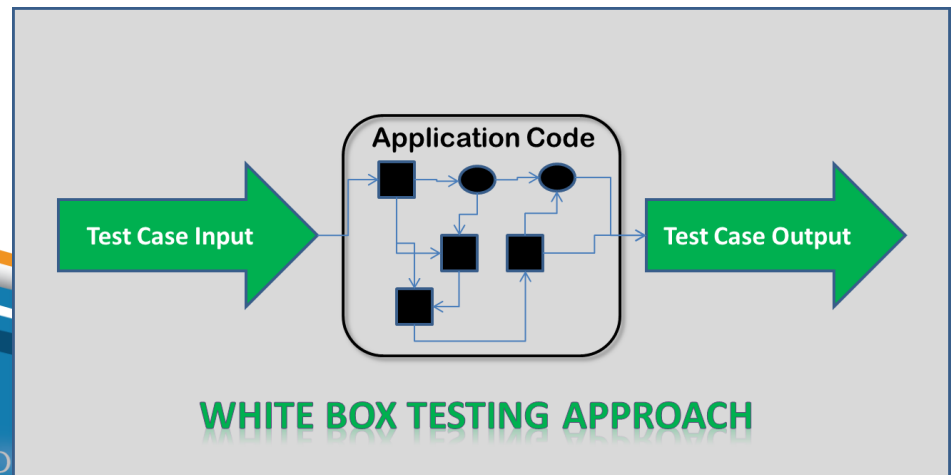 Application Code
Test Case Input
Test Case Output
WHITE BOX TESTING APPROACH